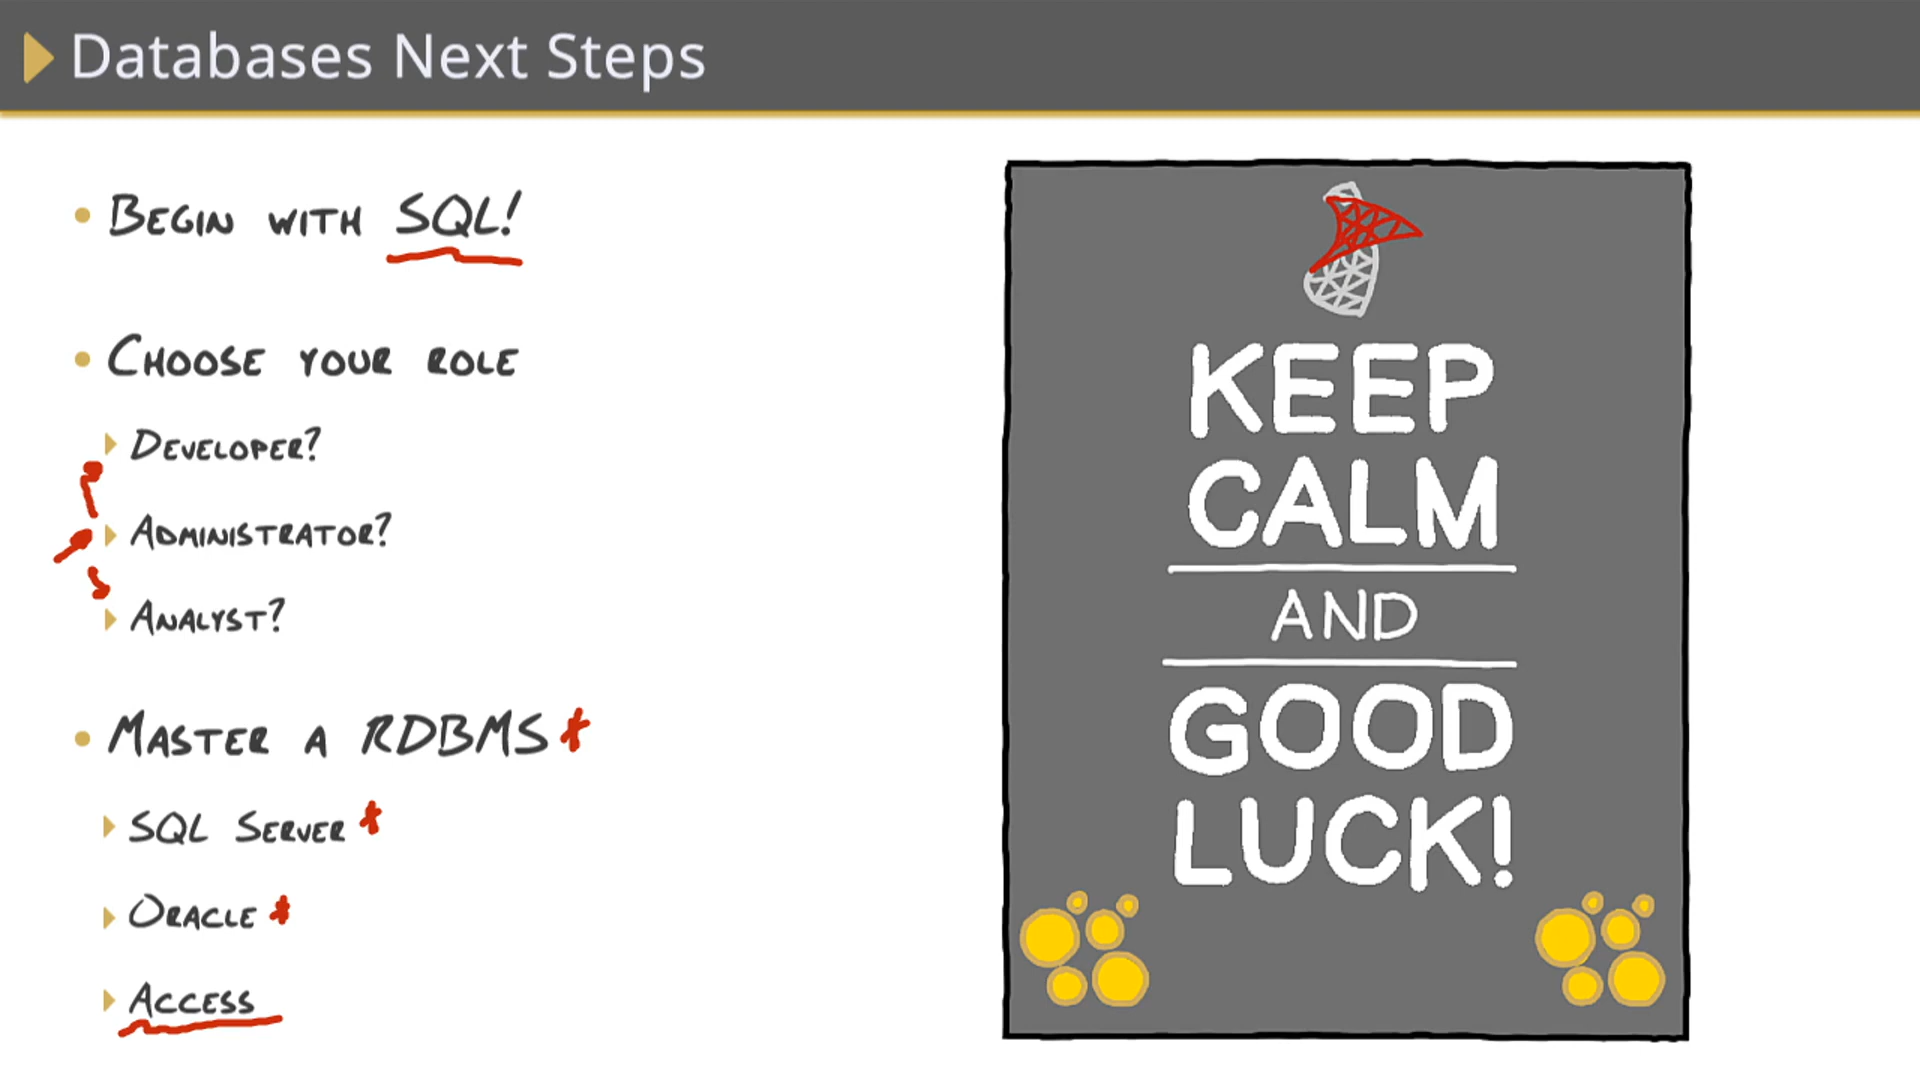 Databases Next Steps
BEGIN WITH SQL!
CHOOSE YOUR ROLE
DEVELOPER?
ADMINISTRATOR?
ANALYST?
MASTER A RDBMS*
SQL SERVER*
ORACLE*
ACCESS
KEEP
CALM
AND
GOOD
LUCK!